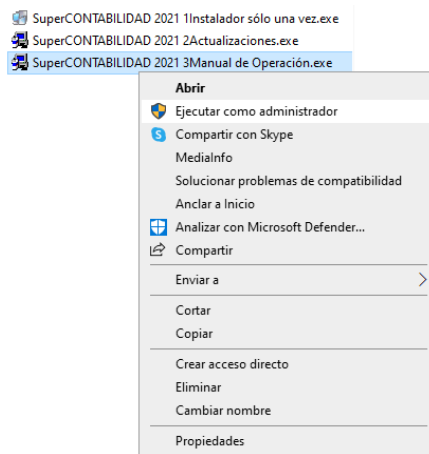 SuperCONTABILIDAD 2021 1Instalador sólo una vez.exe
SuperCONTABILIDAD 2021 2Actualizaciones.exe
SuperCONTABILIDAD 2021 3Manual de Operación.exe
Abrir
Ejecutar como administrador
Compartir con Skype
MediaInfo
Solucionar problemas de compatibilidad
Anclar a Inicio
Analizar con Microsoft Defender...
Compartir
Enviar a
Cortar
Copiar
Crear acceso directo
Eliminar
Cambiar nombre
Propiedades